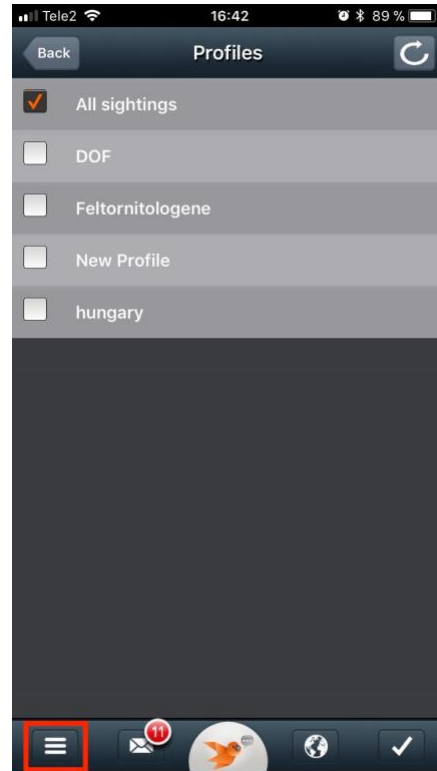 Tele2 16:42 89 %
Back Profiles
All sightings
DOF
Feltornitologene
New Profile
hungary
11